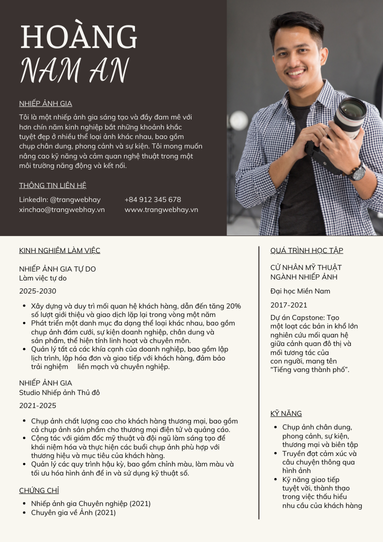 HOÀNG
NAM AN
NHIẾP ẢNH GIA
Tôi là một nhiếp ảnh gia sáng tạo và đầy đam mê với
hơn chín năm kinh nghiệm bắt những khoảnh khắc
tuyệt đẹp ở nhiều thể loại ảnh khác nhau, bao gồm
chụp chân dung, phong cảnh và sự kiện. Tôi mong muốn
nâng cao kỹ năng và cảm quan nghệ thuật trong một
môi trường năng động và kết nối.
THÔNG TIN LIÊN HỆ
LinkedIn: @trangwebhay
+84 912 345 678
xinchao@trangwebhay.vn
www.trangwebhay.vn
KINH NGHIỆM LÀM VIỆC
NHIẾP ẢNH GIA TỰ DO
Làm việc tự do
2025-2030
• Xây dựng và duy trì mối quan hệ khách hàng, dẫn đến tăng 20%
số lượt giới thiệu và giao dịch lặp lại trong vòng một năm
• Phát triển một danh mục đa dạng thể loại khác nhau, bao gồm
chụp ảnh đám cưới, sự kiện doanh nghiệp, chân dung và
sản phẩm, thể hiện tính linh hoạt và chuyên môn.
• Quản lý tất cả các khía cạnh của doanh nghiệp, bao gồm lập
lịch trình, lập hóa đơn và giao tiếp với khách hàng, đảm bảo
trải nghiệm liền mạch và chuyên nghiệp.
NHIẾP ẢNH GIA
Studio Nhiếp ảnh Thủ đô
2021-2025
• Chụp ảnh chất lượng cao cho khách hàng thương mại, bao gồm
cả chụp ảnh sản phẩm cho thương mại điện tử và quảng cáo.
• Cộng tác với giám đốc mỹ thuật và đội ngũ làm sáng tạo để
khái niệm hóa và thực hiện các buổi chụp ảnh phù hợp với
thương hiệu và mục tiêu của khách hàng.
• Quản lý các quy trình hậu kỳ, bao gồm chỉnh màu, làm màu và
tối ưu hóa hình ảnh để in và sử dụng kỹ thuật số.
CHỨNG CHỈ
• Nhiếp ảnh gia Chuyên nghiệp (2021)
• Chuyên gia về Ảnh (2021)
QUÁ TRÌNH HỌC TẬP
CỬ NHÂN MỸ THUẬT
NGÀNH NHIẾP ẢNH
Đại học Miền Nam
2017-2021
Dự án Capstone: Tạo
một loạt các bản in khổ lớn
nghiên cứu mối quan hệ
giữa cảnh quan đô thị và
mối tương tác của
con người, mang tên
"Tiếng vang thành phố".
KỸ NĂNG
• Chụp ảnh chân dung,
phong cảnh, sự kiện,
thương mại và biên tập
• Truyền đạt cảm xúc và
câu chuyện thông qua
hình ảnh
• Kỹ năng giao tiếp
tuyệt vời, thành thạo
trong việc thấu hiểu
nhu cầu của khách hàng